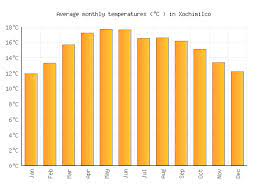 Average monthly temperatures (°C ) in Xochimilco
18°C
16°C
14°C
12°C
10°C
8°C
6°C
4°C
2°C
0°C
Jan
Feb
Mar
Apr
May
Jun
Jul
Aug
Sep
Oct
Nov
Dec